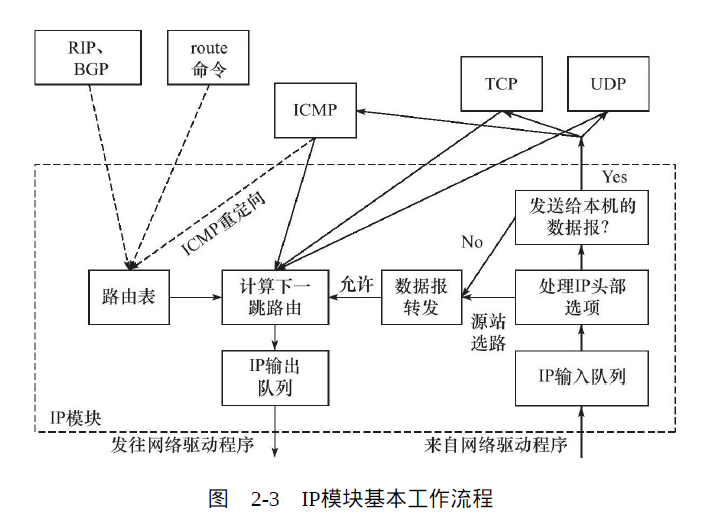 RIP、
BGP
route
命令
ICMP
TCP
UDP
Yes
发送给本机的
数据报？
No
ICMP重定向
路由表
计算下一
跳路由
允许
数据报
转发
源站
选路
处理IP头部
选项
IP输出
队列
IP输入队列
IP模块
发往网络驱动程序
来自网络驱动程序
图 2-3 IP模块基本工作流程